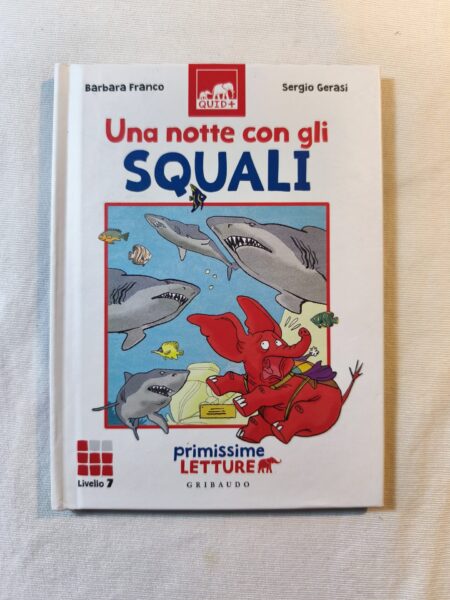 Barbara Franco
QUID+
Sergio Gerasi
Una notte con gli
SQUALI
primissime
LETTURE
GRIBAUDO
Livello 7